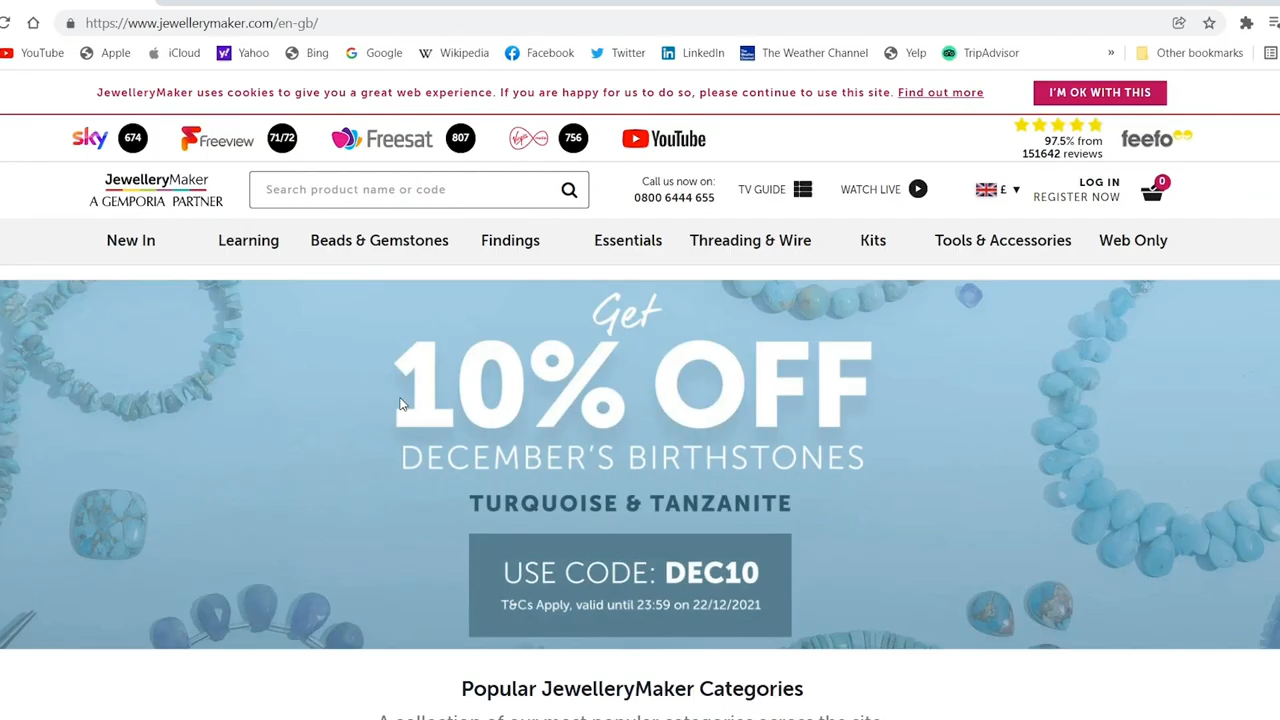 https://www.jewellerymaker.com/en-gb/
YouTube Apple iCloud Yahoo Bing Google Wikipedia Facebook Twitter LinkedIn The Weather Channel Yelp TripAdvisor » Other bookmarks
JewelleryMaker uses cookies to give you a great web experience. If you are happy for us to do so, please continue to use this site. Find out more
I'M OK WITH THIS
sky 674 Freeview 71/72 Freesat 807 Virgin media 756 YouTube
97.5% from
151642 reviews
feefo
JewelleryMaker
A GEMPORIA PARTNER
Search product name or code
Call us now on:
0800 6444 655
TV GUIDE
WATCH LIVE
£
LOG IN
REGISTER NOW
0
New In Learning Beads & Gemstones Findings Essentials Threading & Wire Kits Tools & Accessories Web Only
Get
10% OFF
DECEMBER'S BIRTHSTONES
TURQUOISE & TANZANITE
USE CODE: DEC10
T&Cs Apply, valid until 23:59 on 22/12/2021
Popular JewelleryMaker Categories
A collection of our most popular categories across the site